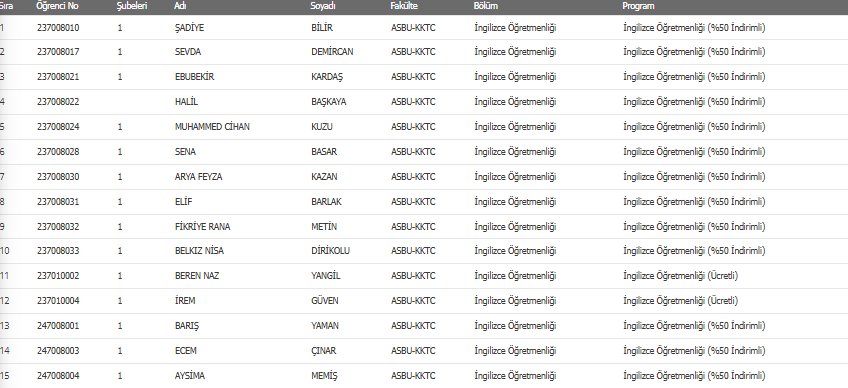 Sıra Öğrenci No Şubeleri Adı Soyadı Fakülte Bölüm Program
1 237008010 1 ŞADİYE BİLİR ASBU-KKTC İngilizce Öğretmenliği İngilizce Öğretmenliği (%50 İndirimli)
2 237008017 1 SEVDA DEMİRCAN ASBU-KKTC İngilizce Öğretmenliği İngilizce Öğretmenliği (%50 İndirimli)
3 237008021 1 EBUBEKİR KARDAŞ ASBU-KKTC İngilizce Öğretmenliği İngilizce Öğretmenliği (%50 İndirimli)
4 237008022 HALİL BAŞKAYA ASBU-KKTC İngilizce Öğretmenliği İngilizce Öğretmenliği (%50 İndirimli)
5 237008024 1 MUHAMMED CİHAN KUZU ASBU-KKTC İngilizce Öğretmenliği İngilizce Öğretmenliği (%50 İndirimli)
6 237008028 1 SENA BASAR ASBU-KKTC İngilizce Öğretmenliği İngilizce Öğretmenliği (%50 İndirimli)
7 237008030 1 ARYA FEYZA KAZAN ASBU-KKTC İngilizce Öğretmenliği İngilizce Öğretmenliği (%50 İndirimli)
8 237008031 1 ELİF BARLAK ASBU-KKTC İngilizce Öğretmenliği İngilizce Öğretmenliği (%50 İndirimli)
9 237008032 1 FİKRİYE RANA METİN ASBU-KKTC İngilizce Öğretmenliği İngilizce Öğretmenliği (%50 İndirimli)
10 237008033 1 BELKIZ NİSA DİRİKOLU ASBU-KKTC İngilizce Öğretmenliği İngilizce Öğretmenliği (%50 İndirimli)
11 237010002 1 BEREN NAZ YANGİL ASBU-KKTC İngilizce Öğretmenliği İngilizce Öğretmenliği (Ücretli)
12 237010004 1 İREM GÜVEN ASBU-KKTC İngilizce Öğretmenliği İngilizce Öğretmenliği (Ücretli)
13 247008001 1 BARIŞ YAMAN ASBU-KKTC İngilizce Öğretmenliği İngilizce Öğretmenliği (%50 İndirimli)
14 247008003 1 ECEM ÇINAR ASBU-KKTC İngilizce Öğretmenliği İngilizce Öğretmenliği (%50 İndirimli)
15 247008004 1 AYSİMA MEMİŞ ASBU-KKTC İngilizce Öğretmenliği İngilizce Öğretmenliği (%50 İndirimli)